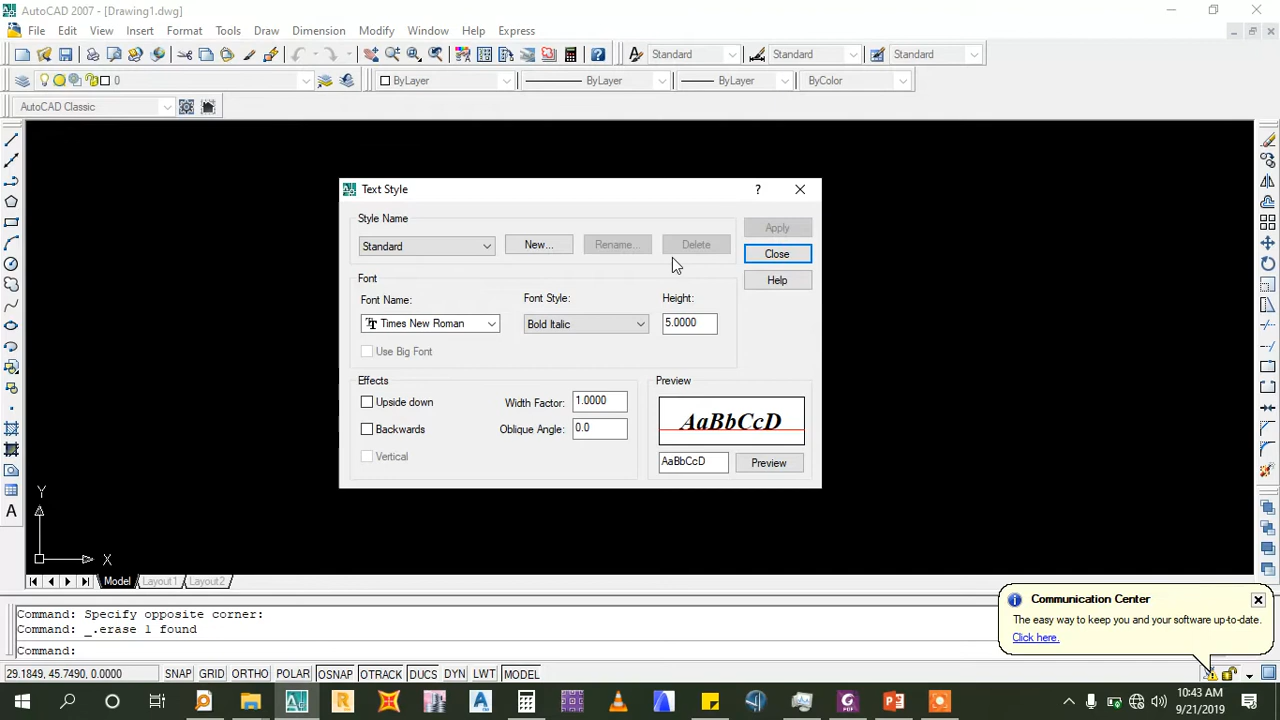 AutoCAD 2007 - [Drawing1.dwg]
File Edit View Insert Format Tools Draw Dimension Modify Window Help Express
Standard Standard Standard
0 ByLayer ByLayer ByLayer ByColor
AutoCAD Classic
Text Style ?
Style Name
Standard New... Rename... Delete Apply
Close
Font Help
Font Name: Font Style: Height:
Times New Roman Bold Italic 5.0000
Use Big Font
Effects Preview
Upside down Width Factor: 1.0000
AaBbCcD
Backwards Oblique Angle: 0.0
Vertical AaBbCcD Preview
Y
X
A
Model Layout1 Layout2
Command: Specify opposite corner:
Command: _.erase 1 found
Command:
Communication Center
The easy way to keep you and your software up-to-date.
Click here.
29.1849, 45.7490, 0.0000 SNAP GRID ORTHO POLAR OSNAP OTRACK DUCS DYN LWT MODEL
10:43 AM
9/21/2019